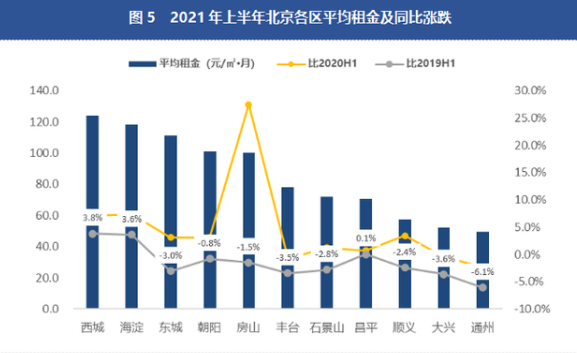 图 5 2021 年上半年北京各区平均租金及同比涨跌
平均租金（元/㎡•月） 比2020H1 比2019H1
140.0 30.0%
120.0 25.0%
100.0 20.0%
80.0 15.0%
60.0 10.0%
40.0 5.0%
20.0 0.0%
0.0 -5.0%
-10.0%
3.8% 3.6% -3.0% -0.8% -1.5% -3.5% -2.8% 0.1% -2.4% -3.6% -6.1%
西城 海淀 东城 朝阳 房山 丰台 石景山 昌平 顺义 大兴 通州